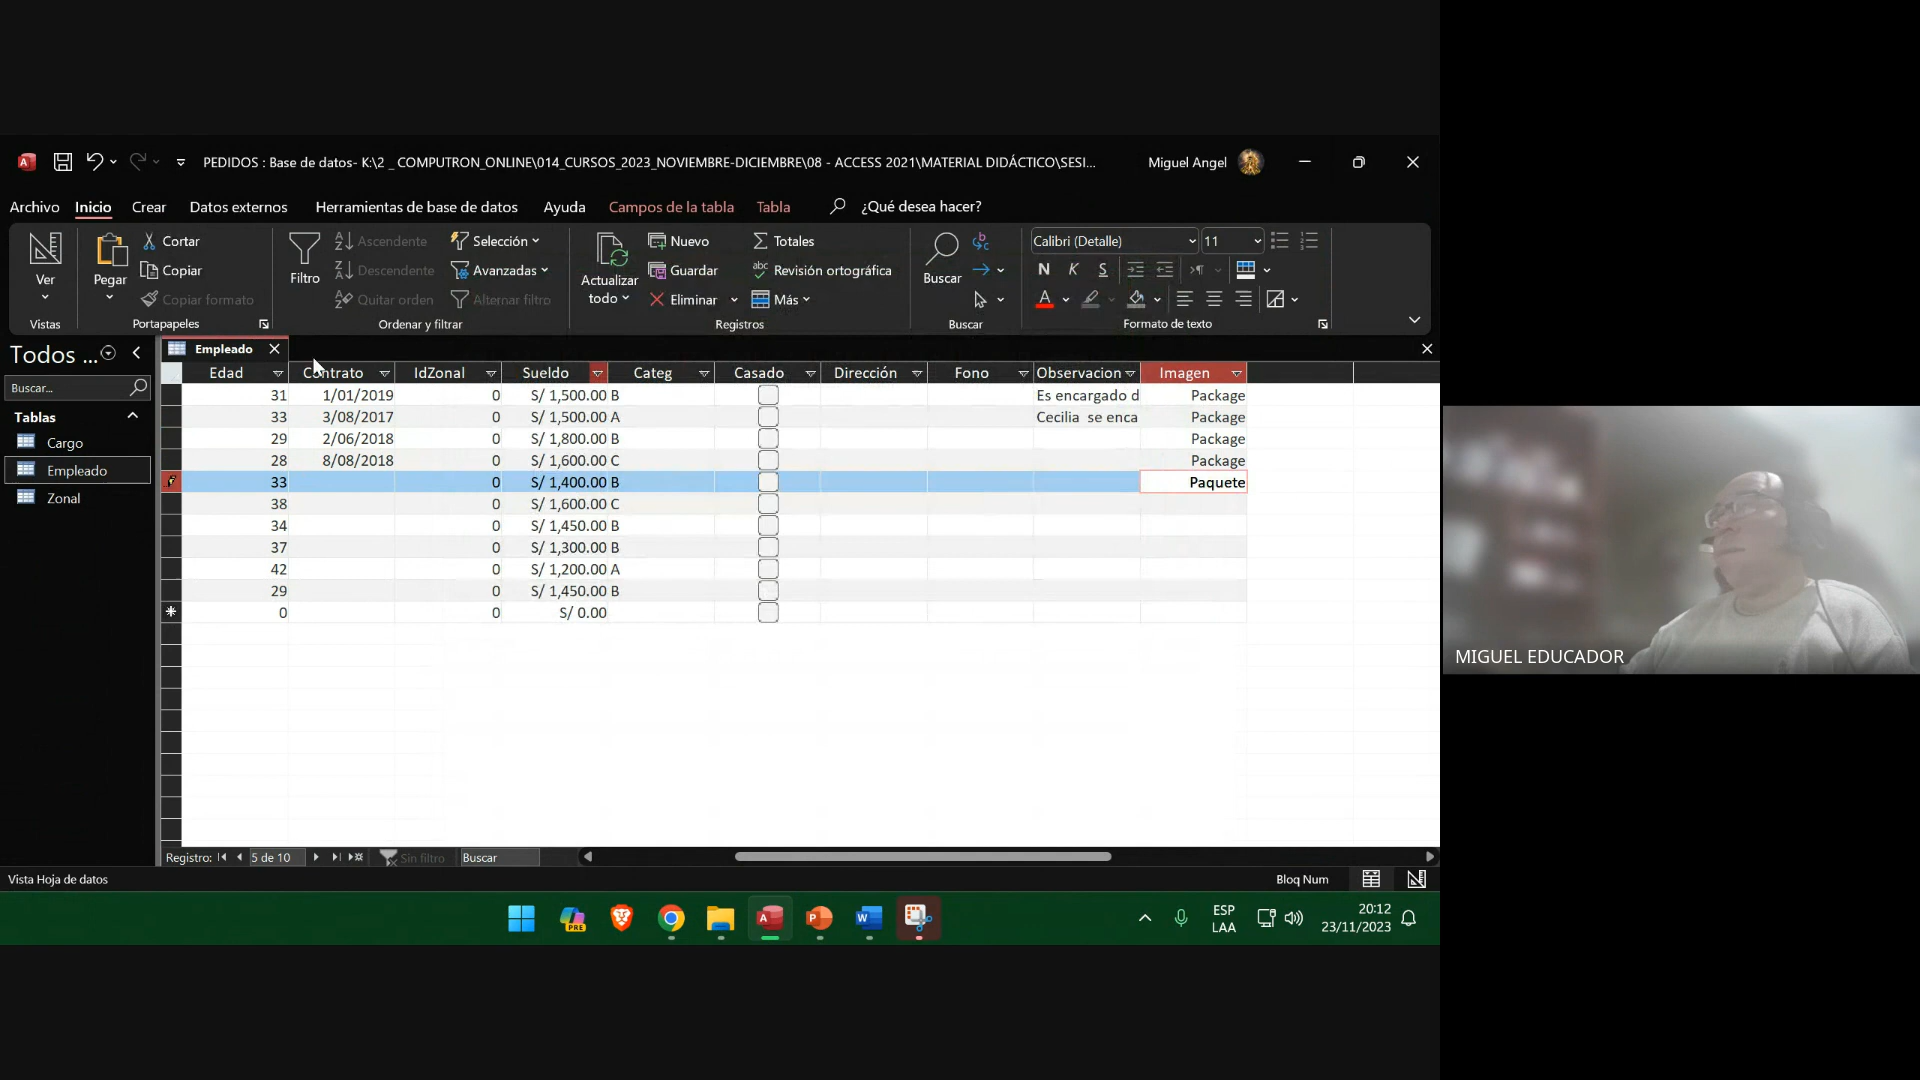 PEDIDOS : Base de datos- K:\2 _ COMPUTRON_ONLINE\014_CURSOS_2023_NOVIEMBRE-DICIEMBRE\08 - ACCESS 2021\MATERIAL DIDÁCTICO\SESI... Miguel Angel
Archivo Inicio Crear Datos externos Herramientas de base de datos Ayuda Campos de la tabla Tabla ¿Qué desea hacer?
Ver
Vistas
Pegar
Cortar
Copiar
Copiar formato
Portapapeles
Filtro
Ascendente
Descendente
Quitar orden
Selección
Avanzadas
Alternar filtro
Ordenar y filtrar
Actualizar
todo
Nuevo
Guardar
Eliminar
Totales
Revisión ortográfica
Más
Registros
Buscar
Buscar
Calibri (Detalle) 11
N K S
Formato de texto
Todos ...
Buscar...
Tablas
Cargo
Empleado
Zonal
Empleado
Edad Contrato IdZonal Sueldo Categ Casado Dirección Fono Observacion Imagen
31 1/01/2019 0 S/ 1,500.00 B Es encargado d Package
33 3/08/2017 0 S/ 1,500.00 A Cecilia se enca Package
29 2/06/2018 0 S/ 1,800.00 B Package
28 8/08/2018 0 S/ 1,600.00 C Package
33 0 S/ 1,400.00 B Paquete
38 0 S/ 1,600.00 C
34 0 S/ 1,450.00 B
37 0 S/ 1,300.00 B
42 0 S/ 1,200.00 A
29 0 S/ 1,450.00 B
0 0 S/ 0.00
Registro: 5 de 10 Sin filtro Buscar
Vista Hoja de datos Bloq Num
ESP
LAA
20:12
23/11/2023
MIGUEL EDUCADOR